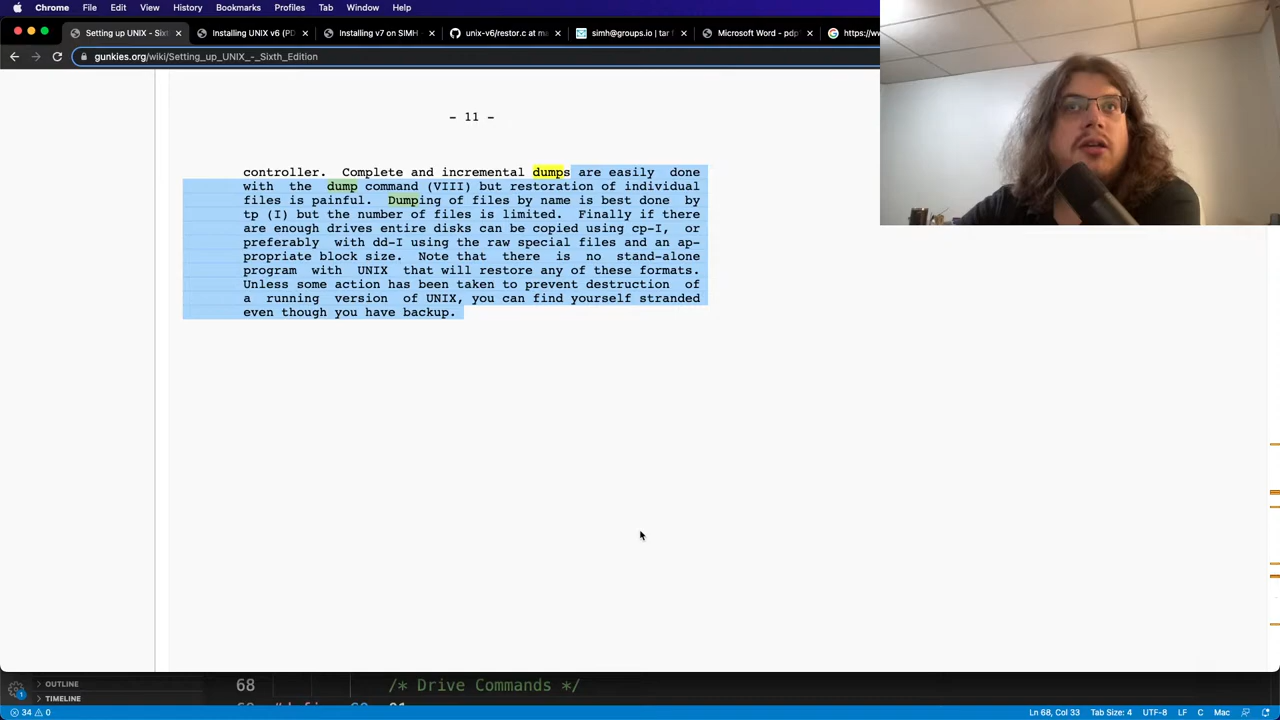 Chrome File Edit View History Bookmarks Profiles Tab Window Help
Setting up UNIX - Six
Installing UNIX v6 (PD
Installing v7 on SIMH
unix-v6/restor.c at ma
simh@groups.io | tar f
Microsoft Word - pdp
https://ww
gunkies.org/wiki/Setting_up_UNIX_-_Sixth_Edition
- 11 -
controller. Complete and incremental dumps are easily done
with the dump command (VIII) but restoration of individual
files is painful. Dumping of files by name is best done by
tp (I) but the number of files is limited. Finally if there
are enough drives entire disks can be copied using cp-I, or
preferably with dd-I using the raw special files and an ap-
propriate block size. Note that there is no stand-alone
program with UNIX that will restore any of these formats.
Unless some action has been taken to prevent destruction of
a running version of UNIX, you can find yourself stranded
even though you have backup.
OUTLINE
TIMELINE
68 /* Drive Commands */
34 0 Ln 68, Col 33 Tab Size: 4 UTF-8 LF C Mac